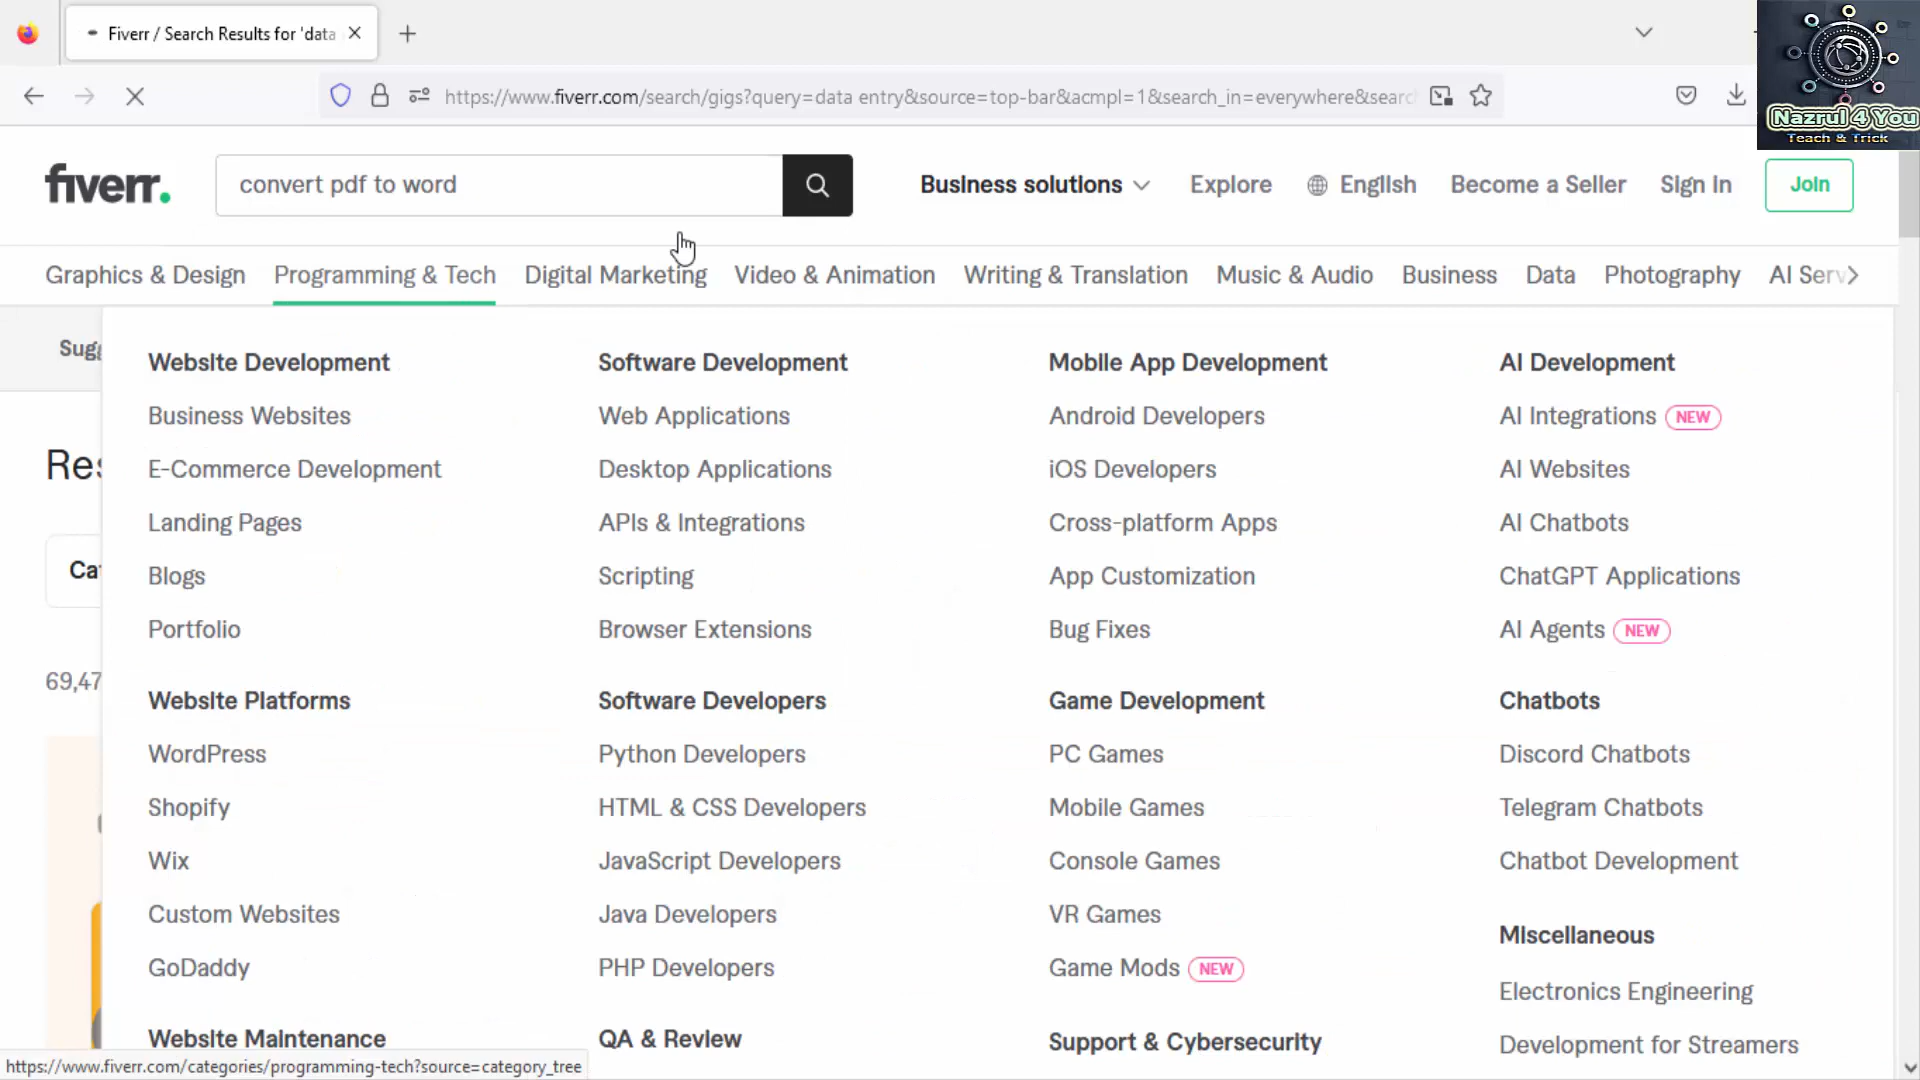 Fiverr / Search Results for 'data
https://www.fiverr.com/search/gigs?query=data entry&source=top-bar&acmpl=1&search_in=everywhere&searc
Nazrul 4 You
Teach & Trick
fiverr.
convert pdf to word
Business solutions
Explore
English
Become a Seller
Sign In
Join
Graphics & Design
Programming & Tech
Digital Marketing
Video & Animation
Writing & Translation
Music & Audio
Business
Data
Photography
AI Serv
Sugg
Res
Cat
69,47
Website Development
Business Websites
E-Commerce Development
Landing Pages
Blogs
Portfolio
Website Platforms
WordPress
Shopify
Wix
Custom Websites
GoDaddy
Website Maintenance
Software Development
Web Applications
Desktop Applications
APIs & Integrations
Scripting
Browser Extensions
Software Developers
Python Developers
HTML & CSS Developers
JavaScript Developers
Java Developers
PHP Developers
QA & Review
Mobile App Development
Android Developers
iOS Developers
Cross-platform Apps
App Customization
Bug Fixes
Game Development
PC Games
Mobile Games
Console Games
VR Games
Game Mods NEW
Support & Cybersecurity
AI Development
AI Integrations NEW
AI Websites
AI Chatbots
ChatGPT Applications
AI Agents NEW
Chatbots
Discord Chatbots
Telegram Chatbots
Chatbot Development
Miscellaneous
Electronics Engineering
Development for Streamers
https://www.fiverr.com/categories/programming-tech?source=category_tree